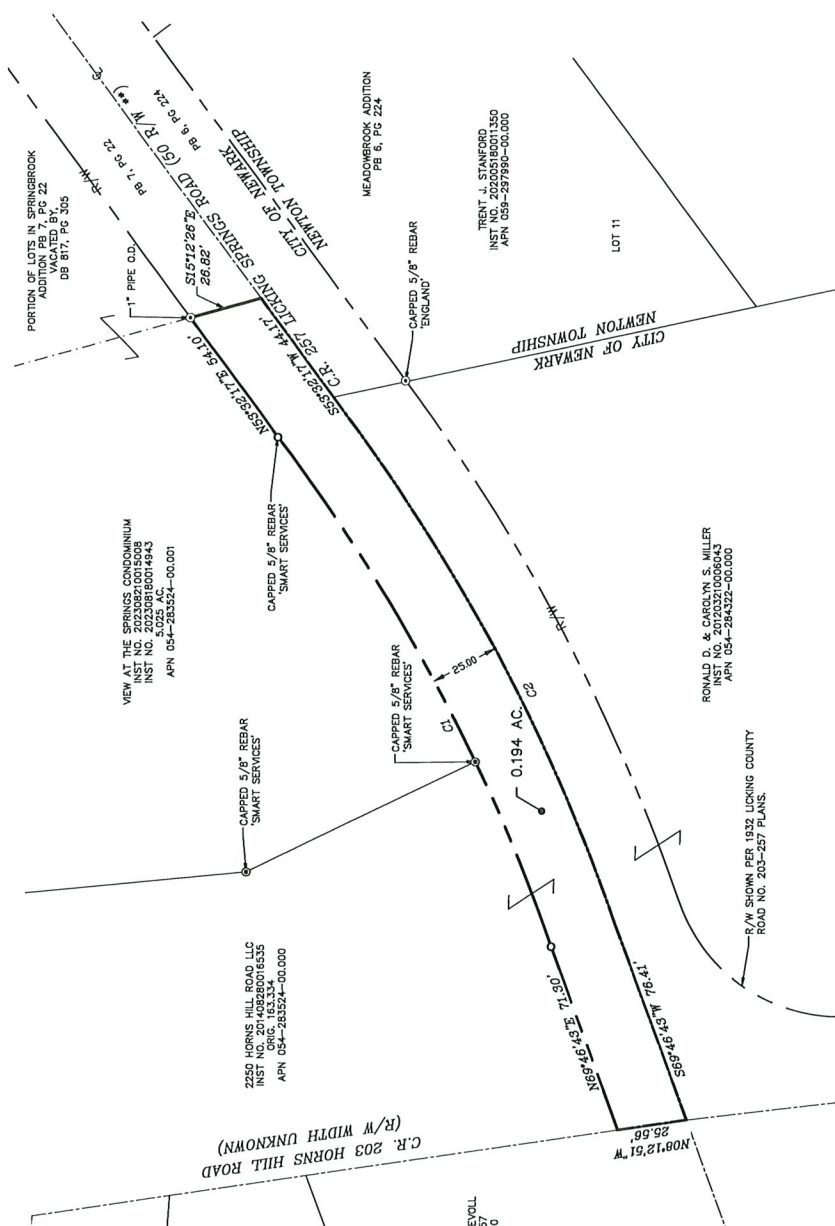 PORTION OF LOTS IN SPRINGBROOK
ADDITION PB 7, PG 22
VACATED BY,
DB 817, PG 305
1" PIPE O.D.
R/W
PB 7, PG 22
C.R. 257 LICKING SPRINGS ROAD (50 R/W **)
PB 6, PG 224
CITY OF NEWARK
NEWTON TOWNSHIP
S15°12'26"E
26.82'
MEADOWBROOK ADDITION
PB 6, PG 224
TRENT J. STANFORD
INST NO. 202005180011350
APN 059-297990-00.000
LOT 11
CAPPED 5/8" REBAR
'ENGLAND'
CITY OF NEWARK
NEWTON TOWNSHIP
N53°32'17"E 54.10'
S53°32'17"W 44.17'
VIEW AT THE SPRINGS CONDOMINIUM
INST NO. 202308210015008
INST NO. 202308180014943
5.025 AC.
APN 054-283524-00.001
CAPPED 5/8" REBAR
'SMART SERVICES'
CAPPED 5/8" REBAR
'SMART SERVICES'
CAPPED 5/8" REBAR
'SMART SERVICES'
C1
25.00
C2
0.194 AC.
R/W
RONALD D. & CAROLYN S. MILLER
INST NO. 201203210006043
APN 054-284322-00.000
R/W SHOWN PER 1932 LICKING COUNTY
ROAD NO. 203-257 PLANS.
2250 HORNS HILL ROAD LLC
INST NO. 201408280016535
ORIG. 163.334
APN 054-283524-00.000
N69°46'43"E 71.30'
S69°46'43"W 76.41'
N08°12'51"W
25.56'
C.R. 203 HORNS HILL ROAD
(R/W WIDTH UNKNOWN)
EVOLL
57
0